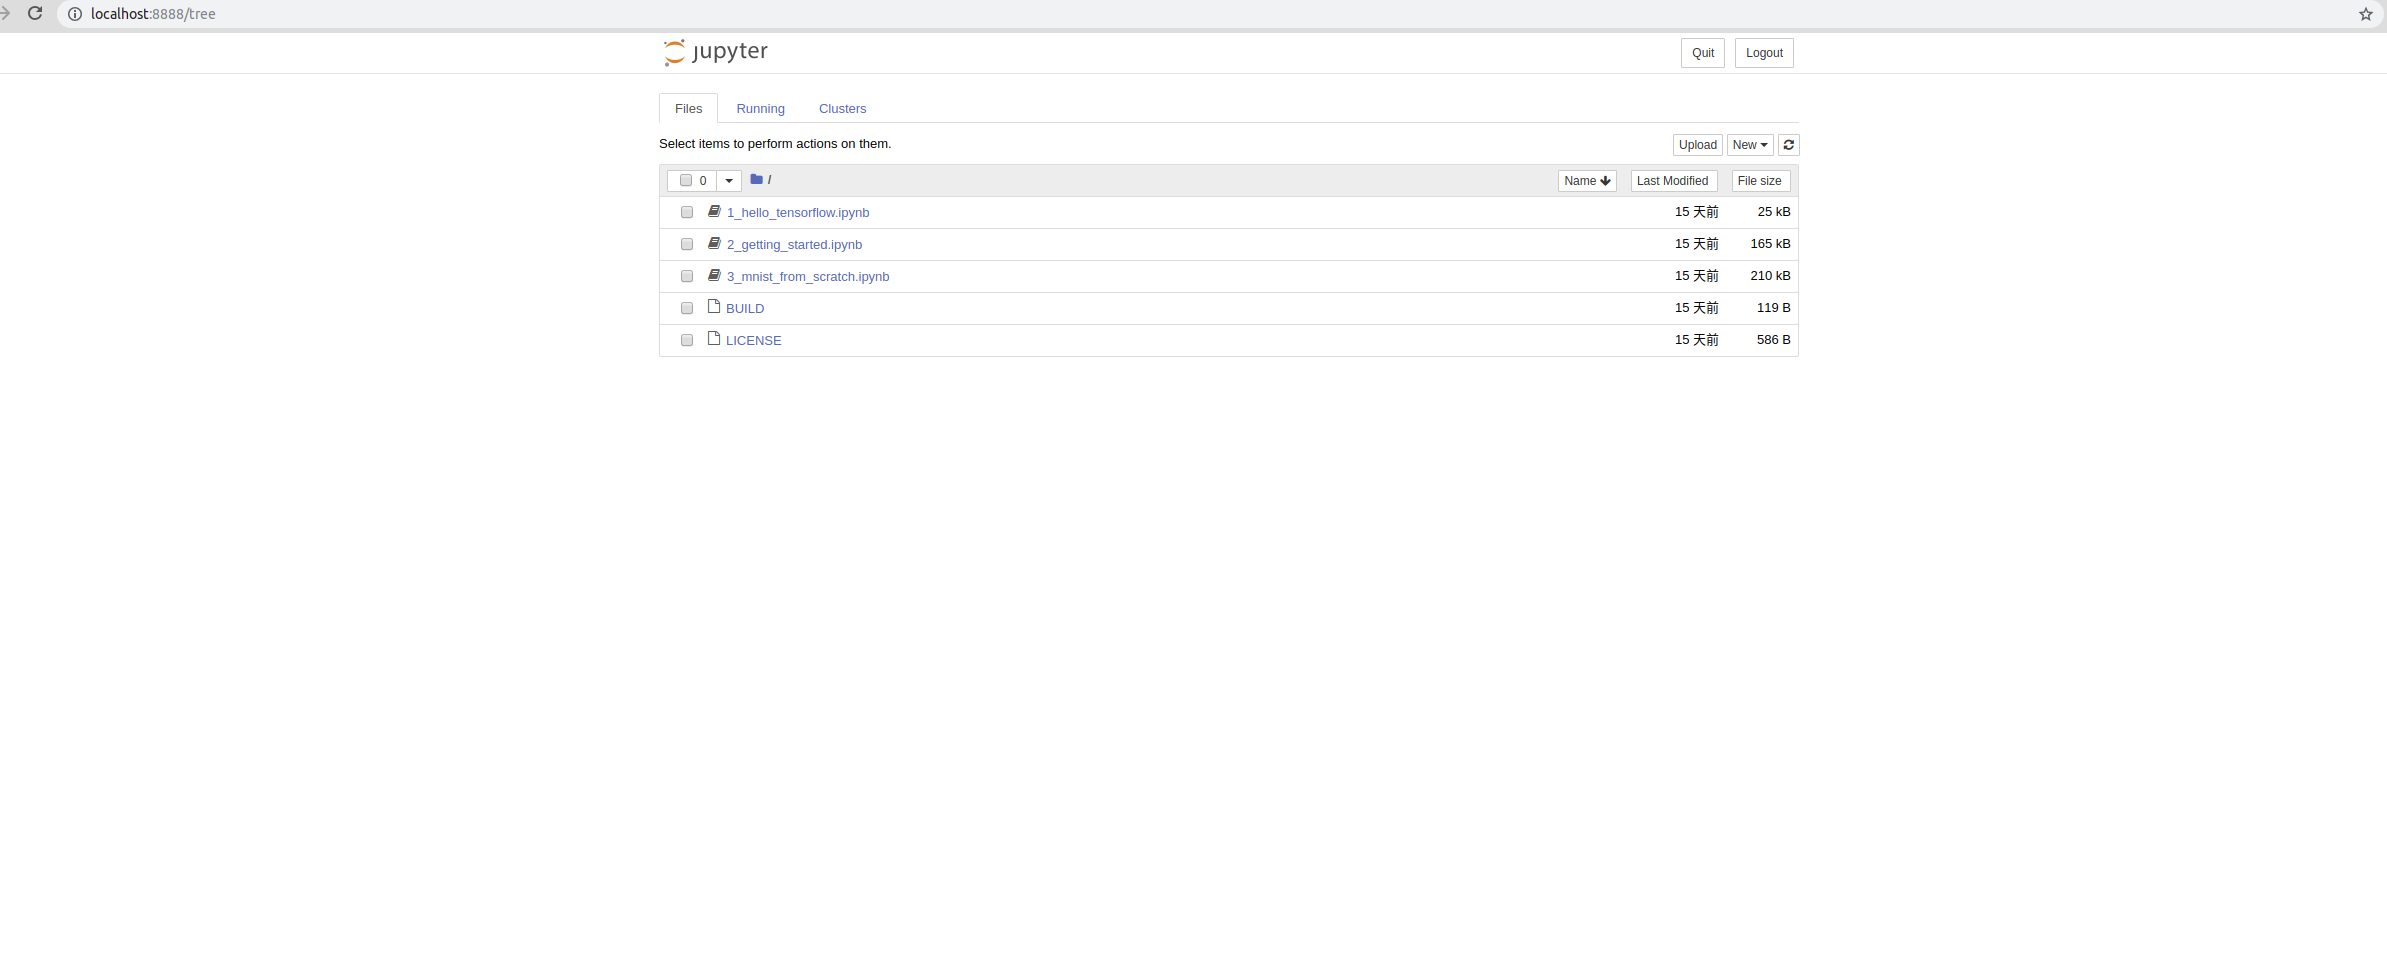 localhost:8888/tree
jupyter
Quit Logout
Files Running Clusters
Select items to perform actions on them.
Upload New
0 / Name Last Modified File size
1_hello_tensorflow.ipynb 15 天前 25 kB
2_getting_started.ipynb 15 天前 165 kB
3_mnist_from_scratch.ipynb 15 天前 210 kB
BUILD 15 天前 119 B
LICENSE 15 天前 586 B